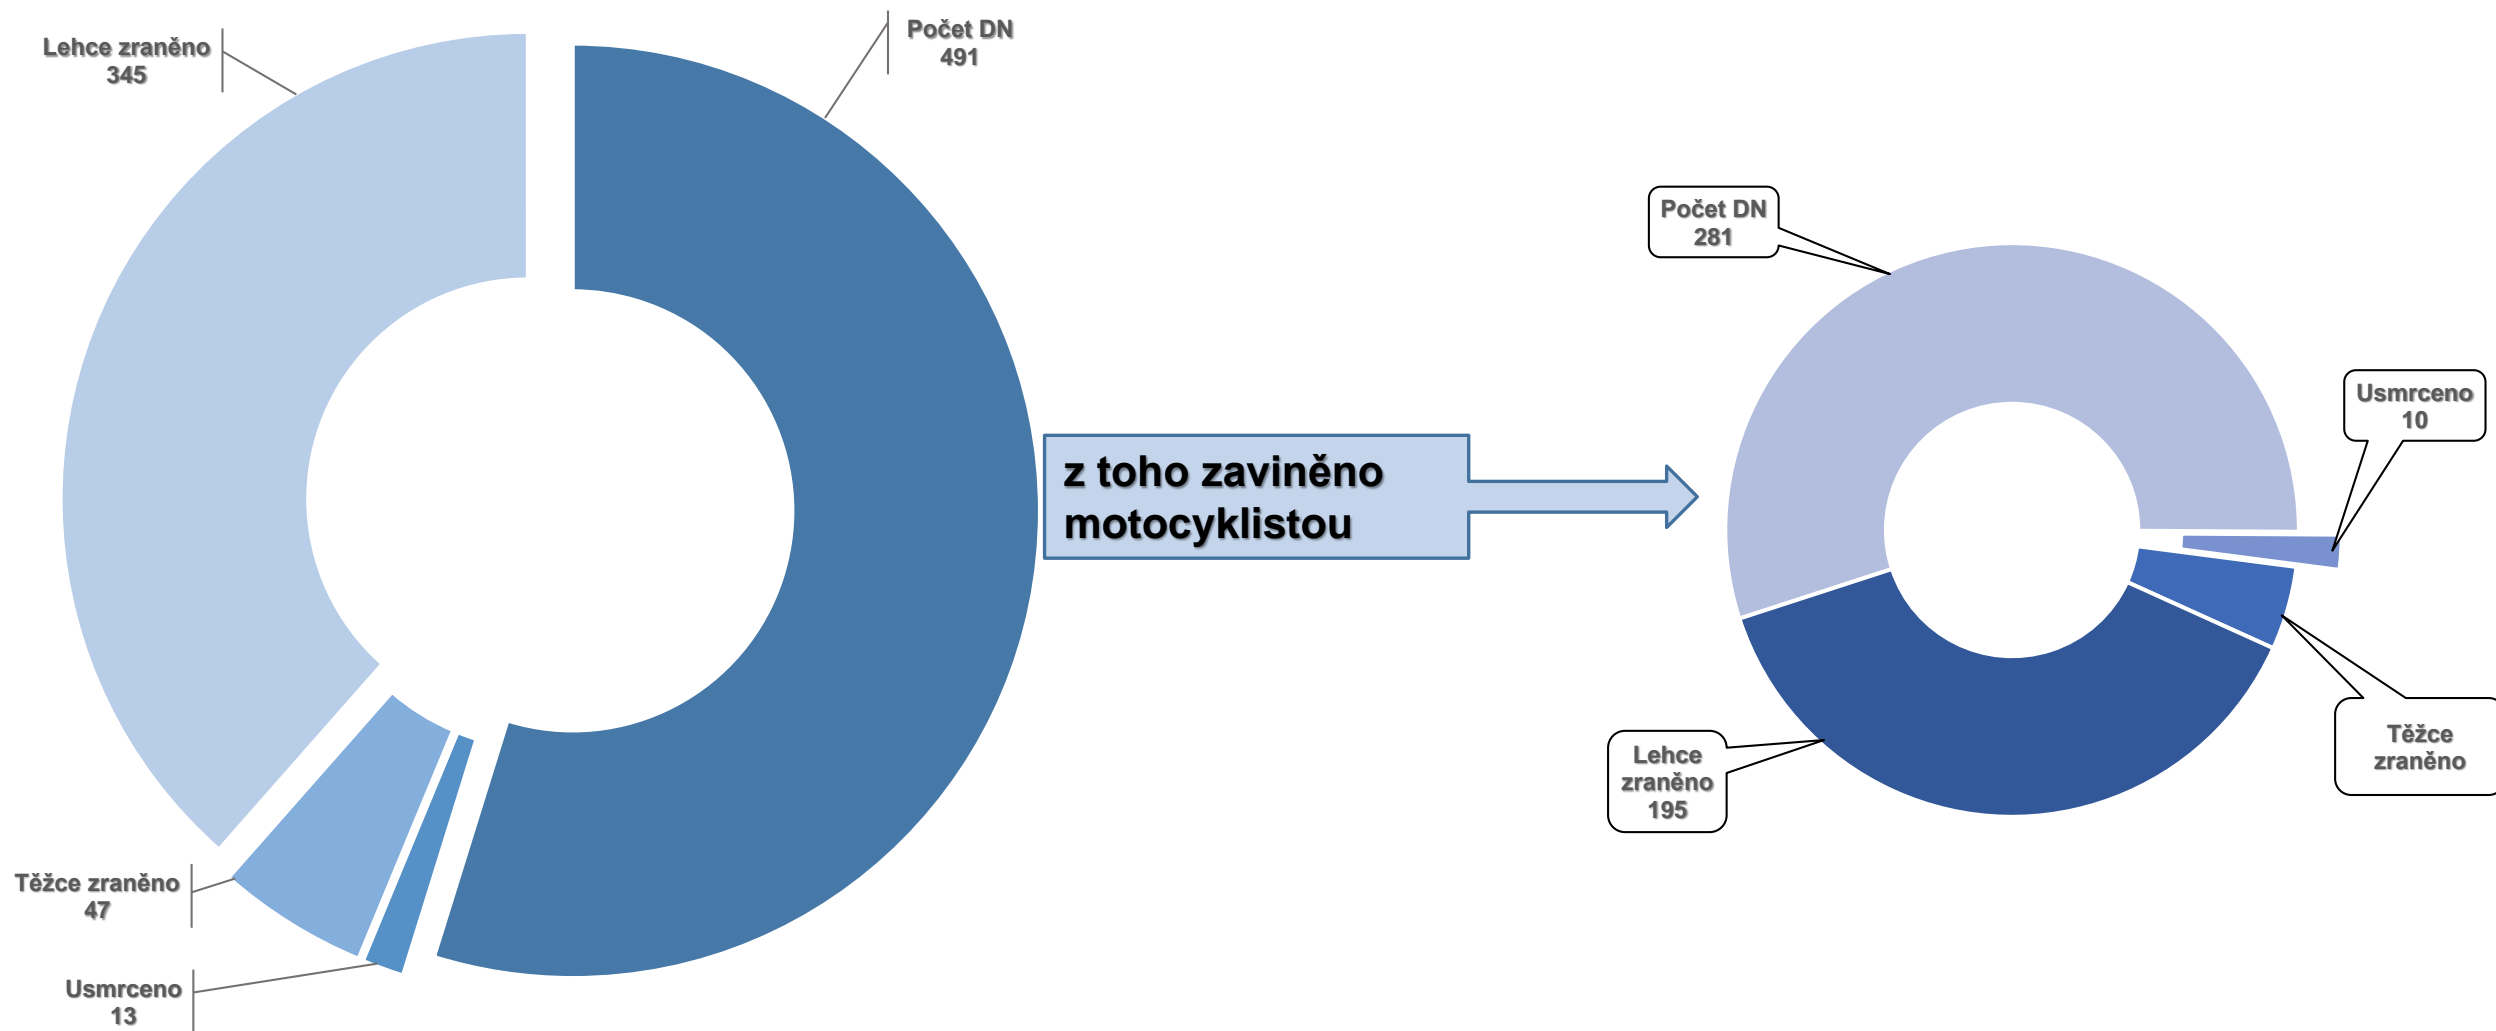 Lehce zraněno
345
Počet DN
491
Těžce zraněno
47
Usmrceno
13
z toho zaviněno
motocyklistou
Počet DN
281
Usmrceno
10
Těžce
zraněno
Lehce
zraněno
195